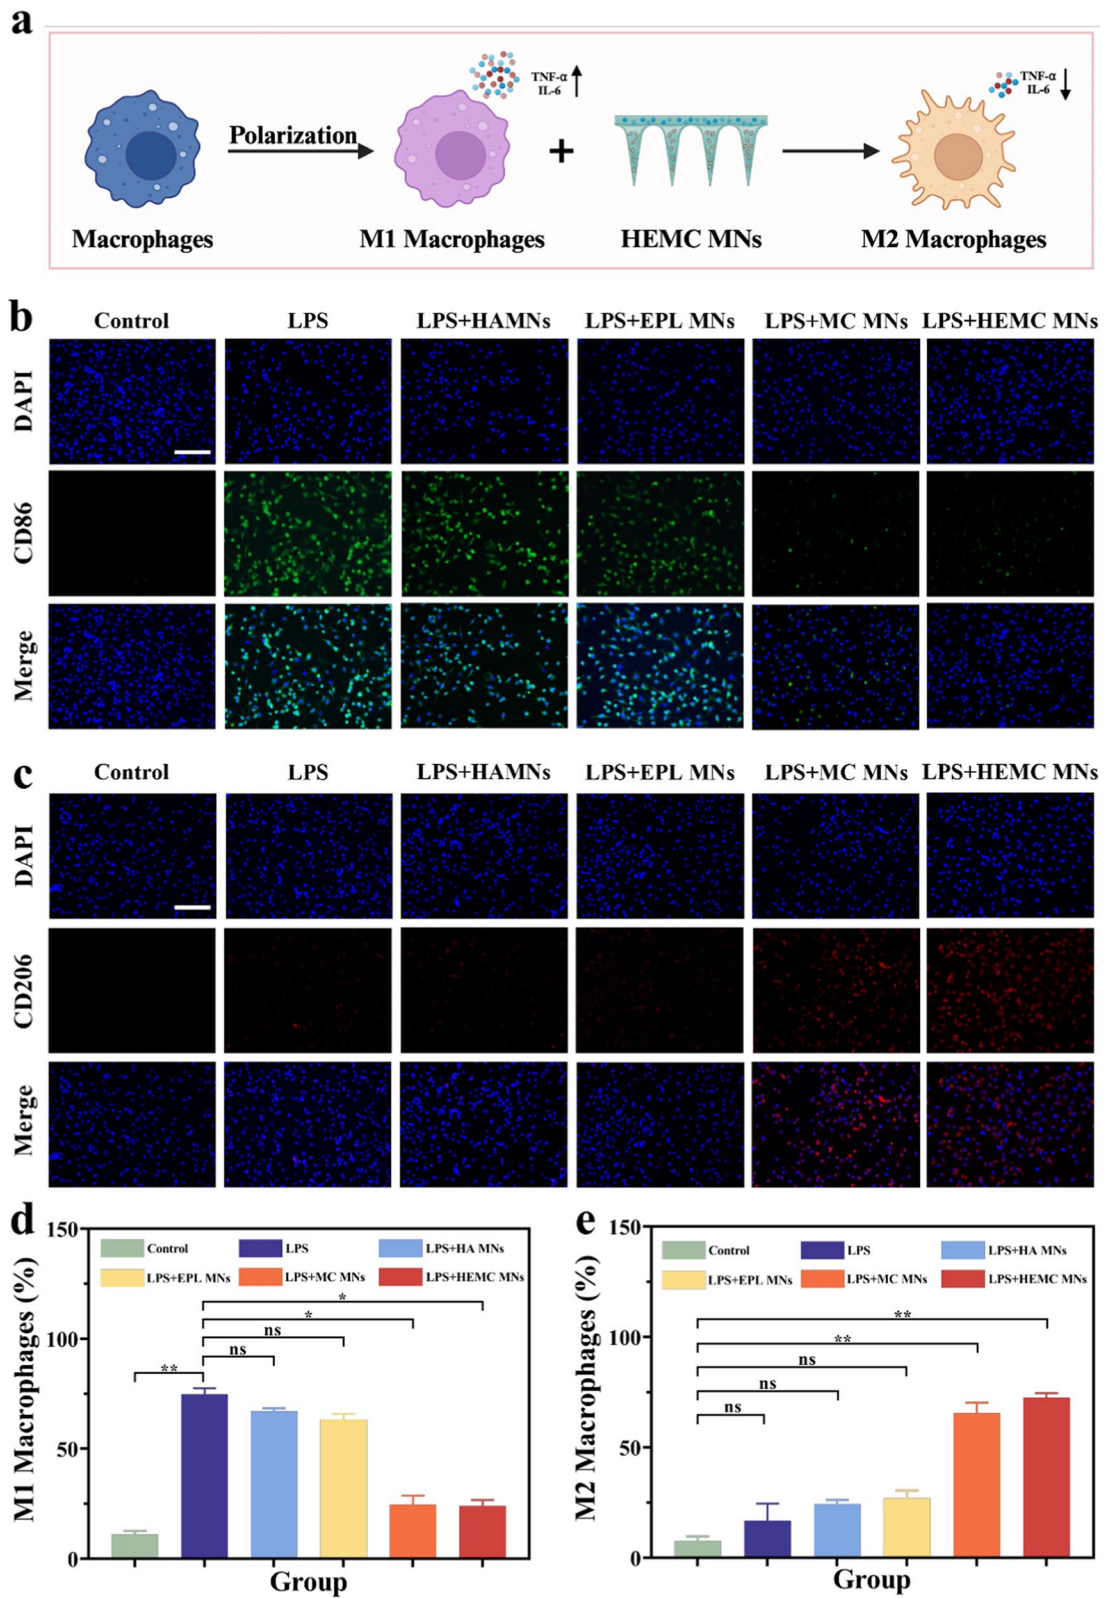 a
TNF-α
IL-6
TNF-α
IL-6
Polarization
+
Macrophages
M1 Macrophages
HEMC MNs
M2 Macrophages
b
Control
LPS
LPS+HAMNs
LPS+EPL MNs
LPS+MC MNs
LPS+HEMC MNs
DAPI
CD86
Merge
c
Control
LPS
LPS+HAMNs
LPS+EPL MNs
LPS+MC MNs
LPS+HEMC MNs
DAPI
CD206
Merge
d
M1 Macrophages (%)
150
100
50
0
Control
LPS
LPS+HA MNs
LPS+EPL MNs
LPS+MC MNs
LPS+HEMC MNs
*
*
ns
ns
**
Group
e
M2 Macrophages (%)
150
100
50
0
Control
LPS
LPS+HA MNs
LPS+EPL MNs
LPS+MC MNs
LPS+HEMC MNs
**
**
ns
ns
ns
Group